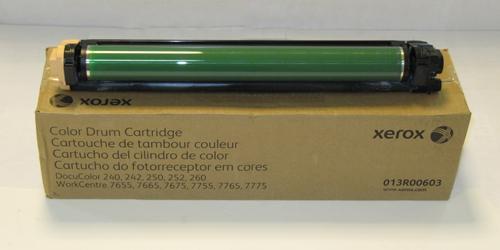 xerox
Color Drum Cartridge
Cartouche de tambour couleur
Cartucho del cilindro de color
Cartucho do fotorreceptor em cores
DocuColor 240, 242, 250, 252, 260
WorkCentre 7655, 7665, 7675, 7755, 7765, 7775
xerox
013R00603